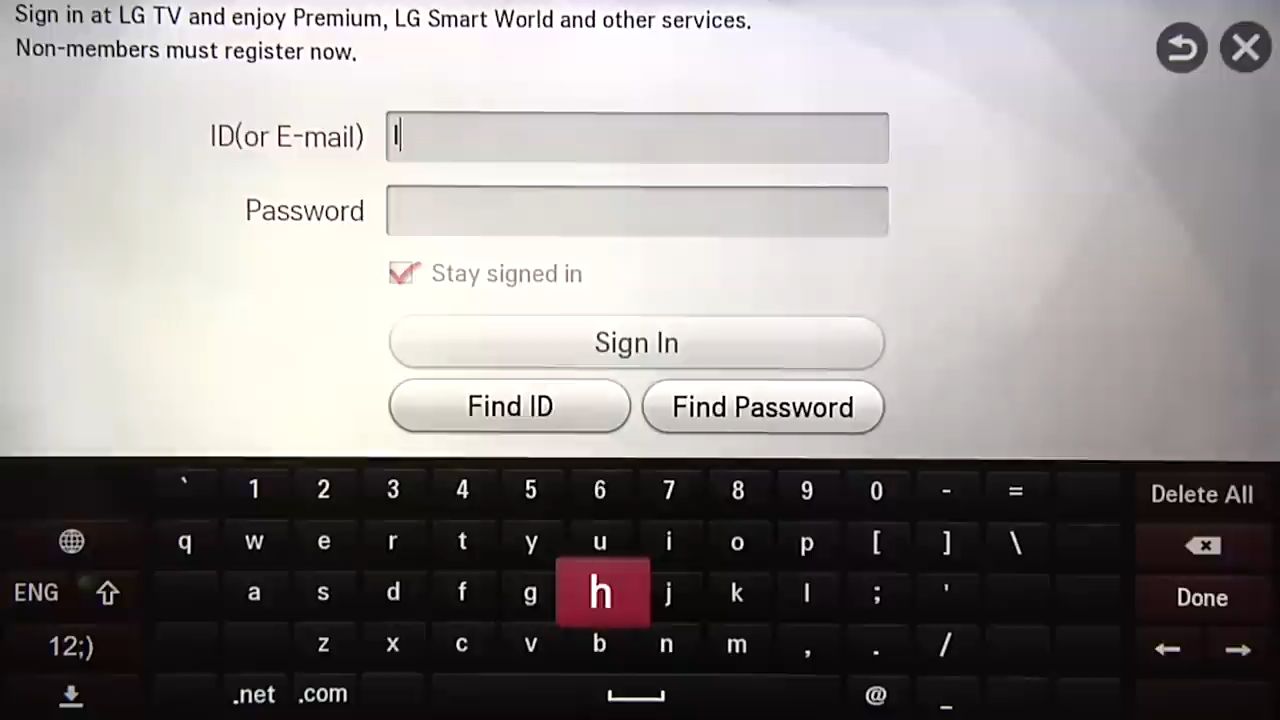 Sign in at LG TV and enjoy Premium, LG Smart World and other services.
Non-members must register now.
ID(or E-mail) l
Password
Stay signed in
Sign In
Find ID Find Password
` 1 2 3 4 5 6 7 8 9 0 - = Delete All
q w e r t y u i o p [ ] \
ENG a s d f g h j k l ; ' Done
12;) z x c v b n m , . / ← →
.net .com @ _